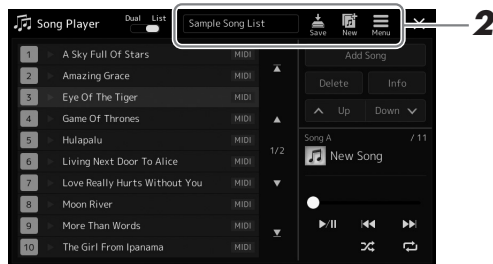 Song Player Dual List Sample Song List Save New Menu 2
1 A Sky Full Of Stars MIDI Add Song
2 Amazing Grace MIDI Delete Info
3 Eye Of The Tiger MIDI
4 Game Of Thrones MIDI Up Down
5 Hulapalu MIDI 1/2 Song A / 11
6 Living Next Door To Alice MIDI New Song
7 Love Really Hurts Without You MIDI
8 Moon River MIDI
9 More Than Words MIDI
10 The Girl From Ipanama MIDI